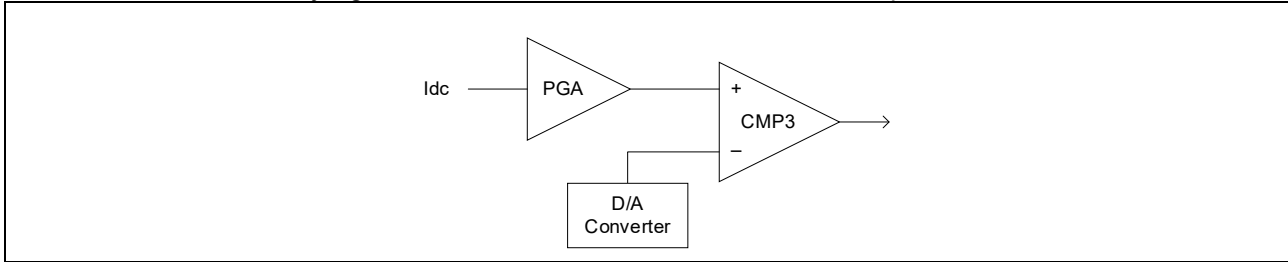 Idc
PGA
+
CMP3
–
D/A
Converter